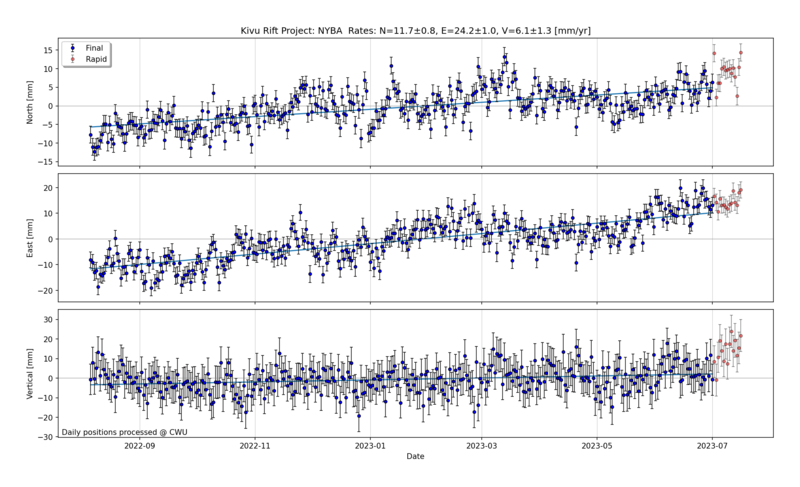 Kivu Rift Project: NYBA Rates: N=11.7±0.8, E=24.2±1.0, V=6.1±1.3 [mm/yr]
Final
Rapid
North [mm]
15
10
5
0
−5
−10
−15
East [mm]
20
10
0
−10
−20
Vertical [mm]
30
20
10
0
−10
−20
−30
Daily positions processed @ CWU
2022-09 2022-11 2023-01 2023-03 2023-05 2023-07
Date